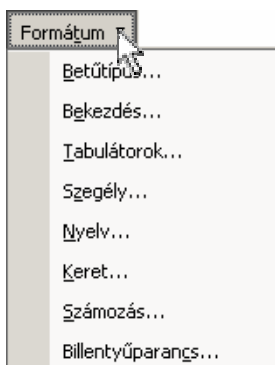 Formátum
Betűtípus...
Bekezdés...
Tabulátorok...
Szegély...
Nyelv...
Keret...
Számozás...
Billentyűparancs...